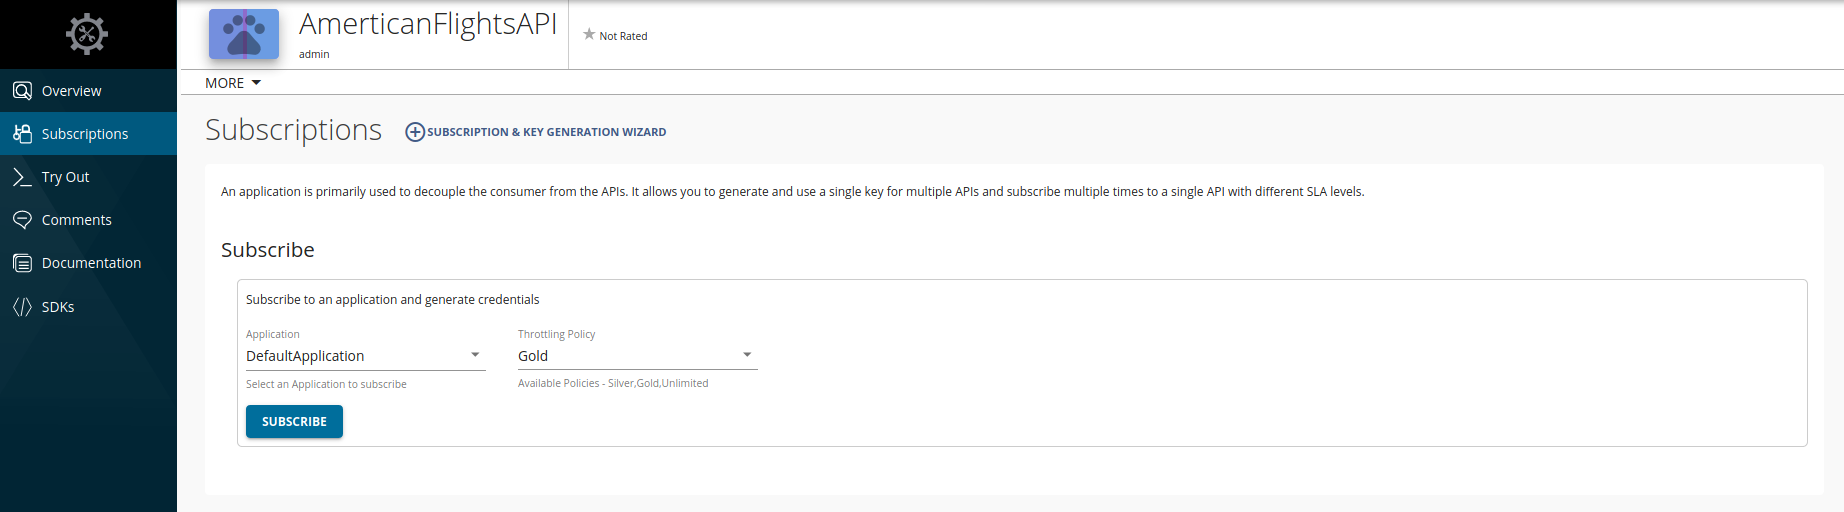 AmerticanFlightsAPI
admin
Not Rated
MORE
Overview
Subscriptions
Try Out
Comments
Documentation
SDKs
Subscriptions
SUBSCRIPTION & KEY GENERATION WIZARD
An application is primarily used to decouple the consumer from the APIs. It allows you to generate and use a single key for multiple APIs and subscribe multiple times to a single API with different SLA levels.
Subscribe
Subscribe to an application and generate credentials
Application
DefaultApplication
Select an Application to subscribe
Throttling Policy
Gold
Available Policies - Silver,Gold,Unlimited
SUBSCRIBE